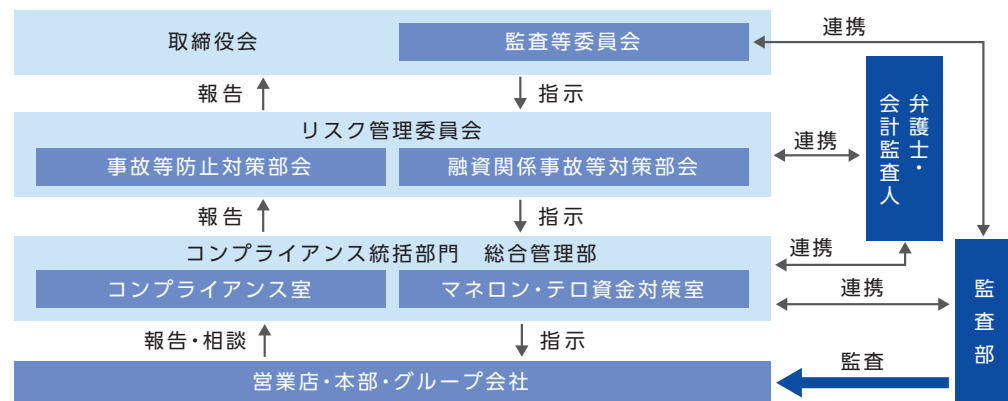 取締役会
監査等委員会
連携
報告
指示
リスク管理委員会
事故等防止対策部会
融資関係事故等対策部会
連携
弁護士・
会計監査人
報告
指示
コンプライアンス統括部門　総合管理部
コンプライアンス室
マネロン・テロ資金対策室
連携
連携
監査部
報告・相談
指示
監査
営業店・本部・グループ会社